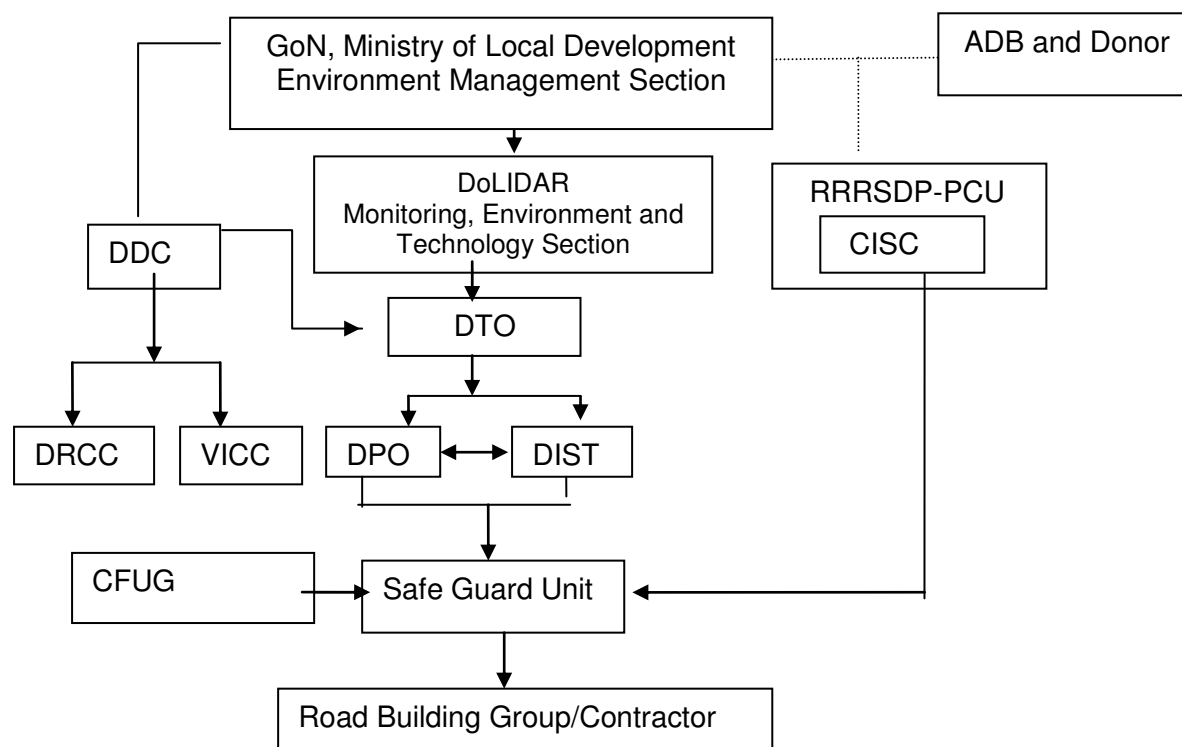 GoN, Ministry of Local Development
Environment Management Section
ADB and Donor
DoLIDAR
Monitoring, Environment and
Technology Section
RRRSDP-PCU
CISC
DDC
DTO
DRCC
VICC
DPO
DIST
CFUG
Safe Guard Unit
Road Building Group/Contractor